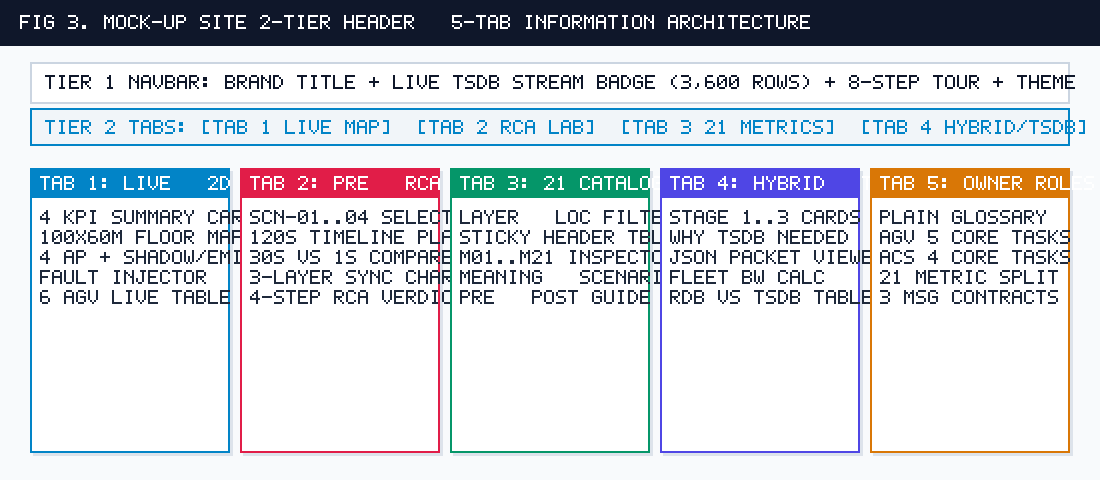 FIG 3. MOCK-UP SITE 2-TIER HEADER 5-TAB INFORMATION ARCHITECTURE
TIER 1 NAVBAR: BRAND TITLE + LIVE TSDB STREAM BADGE (3,600 ROWS) + 8-STEP TOUR + THEME
TIER 2 TABS: [TAB 1 LIVE MAP] [TAB 2 RCA LAB] [TAB 3 21 METRICS] [TAB 4 HYBRID/TSDB]
TAB 1: LIVE 2D
4 KPI SUMMARY CAR
100X60M FLOOR MAP
4 AP + SHADOW/EMI
FAULT INJECTOR
6 AGV LIVE TABLE
TAB 2: PRE RCA
SCN-01..04 SELECT
120S TIMELINE PLA
30S VS 1S COMPARE
3-LAYER SYNC CHAR
4-STEP RCA VERDIC
TAB 3: 21 CATALO
LAYER LOC FILTE
STICKY HEADER TBL
M01..M21 INSPECTO
MEANING SCENARI
PRE POST GUIDE
TAB 4: HYBRID
STAGE 1..3 CARDS
WHY TSDB NEEDED
JSON PACKET VIEWE
FLEET BW CALC
RDB VS TSDB TABLE
TAB 5: OWNER ROLES
PLAIN GLOSSARY
AGV 5 CORE TASKS
ACS 4 CORE TASKS
21 METRIC SPLIT
3 MSG CONTRACTS